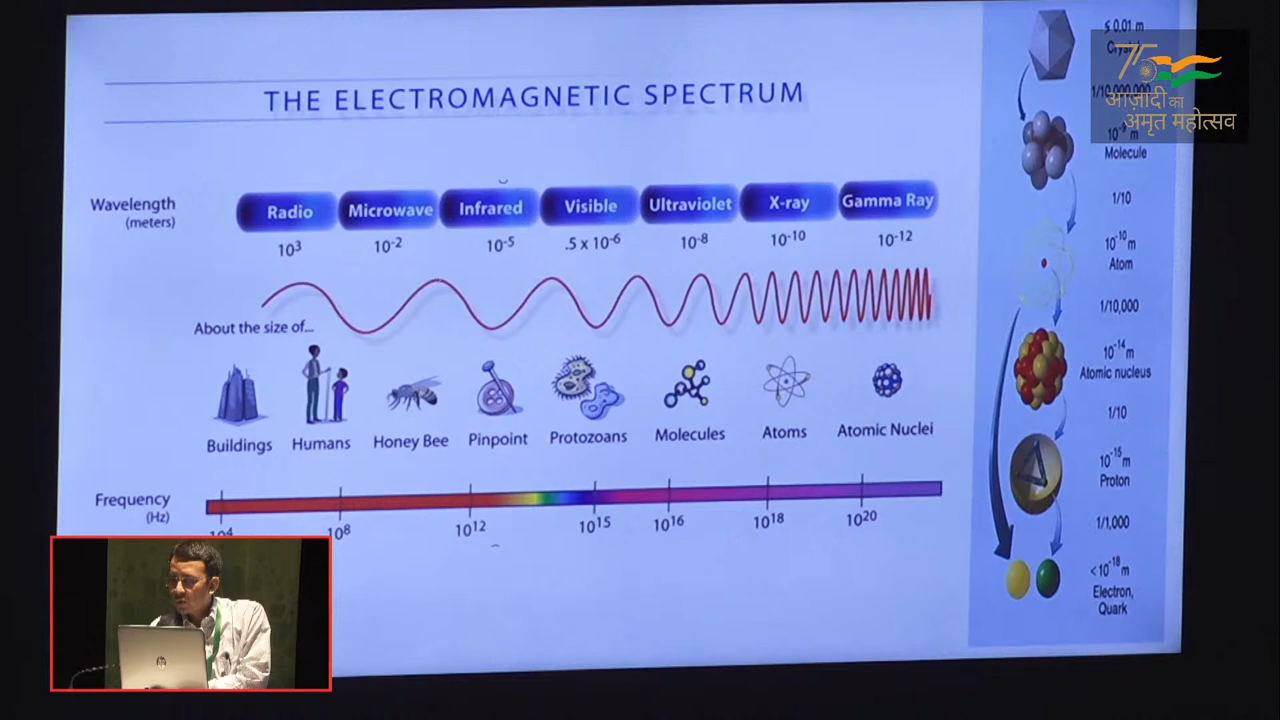 THE ELECTROMAGNETIC SPECTRUM
Wavelength
(meters)
Radio
Microwave
Infrared
Visible
Ultraviolet
X-ray
Gamma Ray
10³
10⁻²
10⁻⁵
.5 x 10⁻⁶
10⁻⁸
10⁻¹⁰
10⁻¹²
About the size of...
Buildings
Humans
Honey Bee
Pinpoint
Protozoans
Molecules
Atoms
Atomic Nuclei
Frequency
(Hz)
10⁴
10⁸
10¹²
10¹⁵
10¹⁶
10¹⁸
10²⁰
≤ 0,01 m
1/10,000,000
10⁻⁹ m
Molecule
1/10
10⁻¹⁰ m
Atom
1/10,000
10⁻¹⁴ m
Atomic nucleus
1/10
10⁻¹⁵ m
Proton
1/1,000
<10⁻¹⁸ m
Electron,
Quark
75
आज़ादी का
अमृत महोत्सव
hp